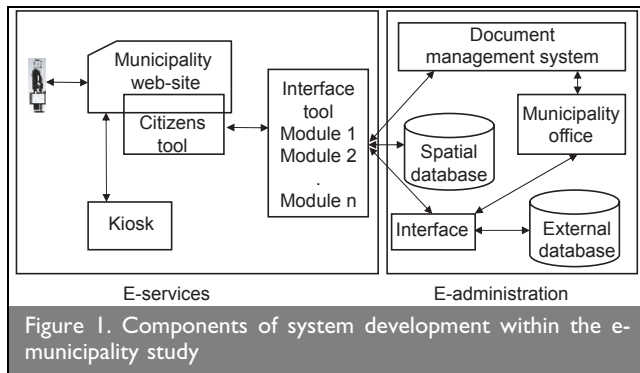 Municipality
web-site
Citizens
tool
Kiosk
Interface
tool
Module 1
Module 2
.
Module n
E-services
Document
management system
Municipality
office
Spatial
database
Interface
External
database
E-administration
Figure 1. Components of system development within the e-
municipality study